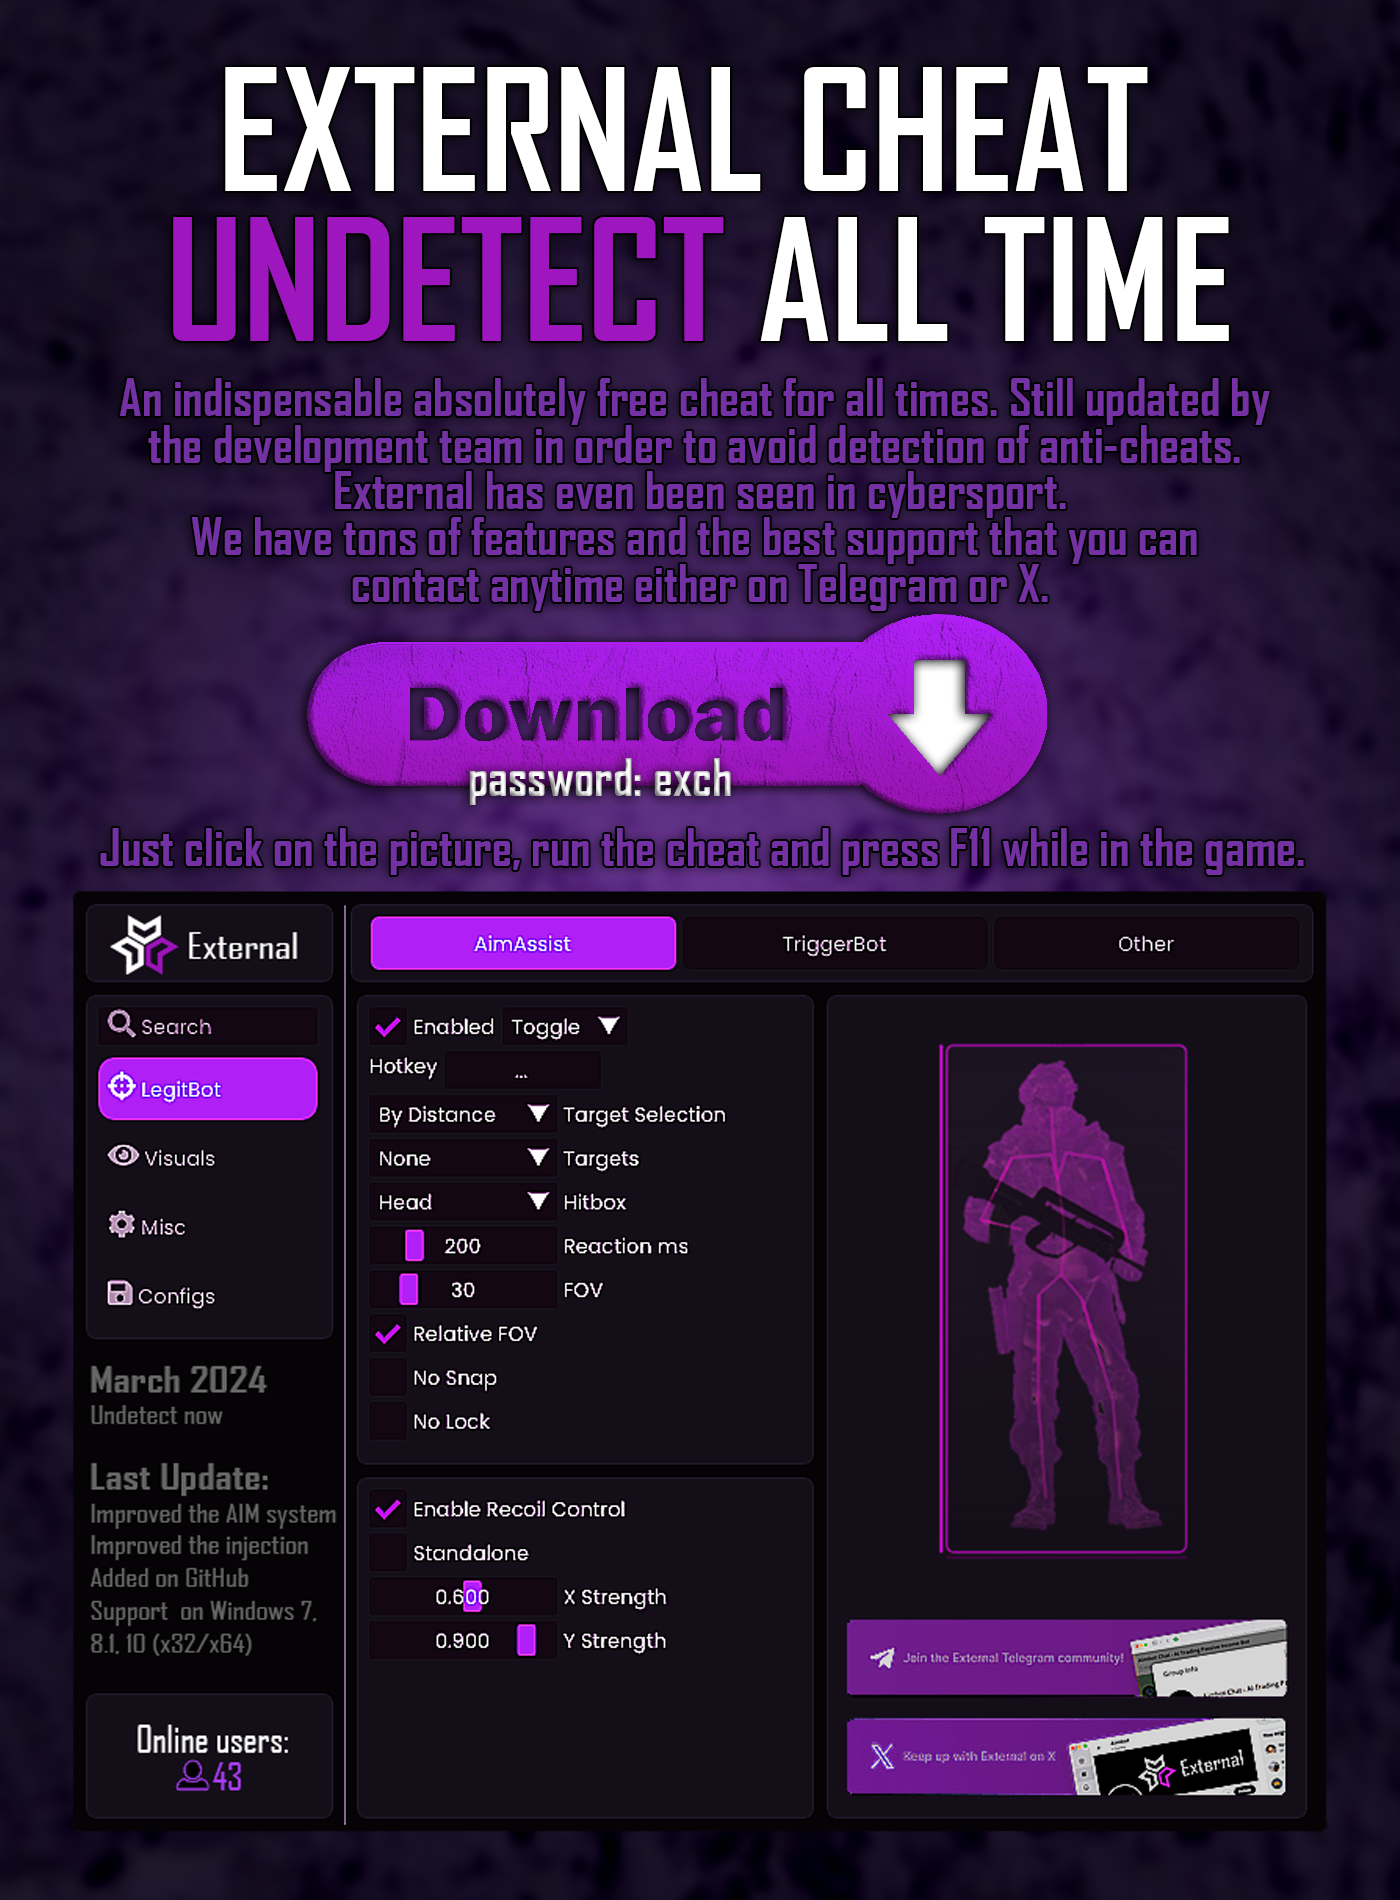 EXTERNAL CHEAT
UNDETECT ALL TIME
An indispensable absolutely free cheat for all times. Still updated by
the development team in order to avoid detection of anti-cheats.
External has even been seen in cybersport.
We have tons of features and the best support that you can
contact anytime either on Telegram or X.
Download
password: exch
Just click on the picture, run the cheat and press F11 while in the game.
External
AimAssist
TriggerBot
Other
Search
LegitBot
Visuals
Misc
Configs
March 2024
Undetect now
Last Update:
Improved the AIM system
Improved the injection
Added on GitHub
Support on Windows 7,
8.1, 10 (x32/x64)
Online users:
43
Enabled Toggle
Hotkey ...
By Distance Target Selection
None Targets
Head Hitbox
200 Reaction ms
30 FOV
Relative FOV
No Snap
No Lock
Enable Recoil Control
Standalone
0.600 X Strength
0.900 Y Strength
Join the External Telegram community!
Group Info
Keep up with External on X
External